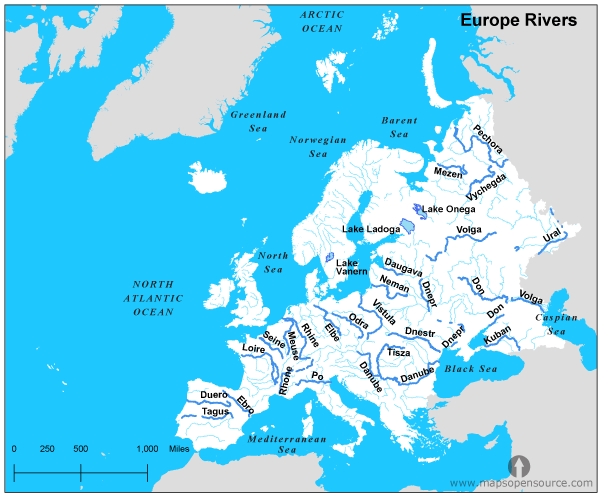 Europe Rivers
ARCTIC
OCEAN
Greenland
Sea
Barent
Sea
Norwegian
Sea
Pechora
Mezen
Vychegda
Lake Onega
Lake Ladoga
Volga
Ural
North
Sea
Lake
Vanern
Daugava
Neman
Dnepr
Don
NORTH
ATLANTIC
OCEAN
Volga
Don
Caspian
Sea
Vistula
Odra
Elbe
Rhine
Meuse
Seine
Loire
Dnestr
Dnepr
Kuban
Tisza
Danube
Danube
Black Sea
Rhone
Po
Duero
Ebro
Tagus
Mediterranean
Sea
0 250 500 1,000 Miles
www.mapsopensource.com